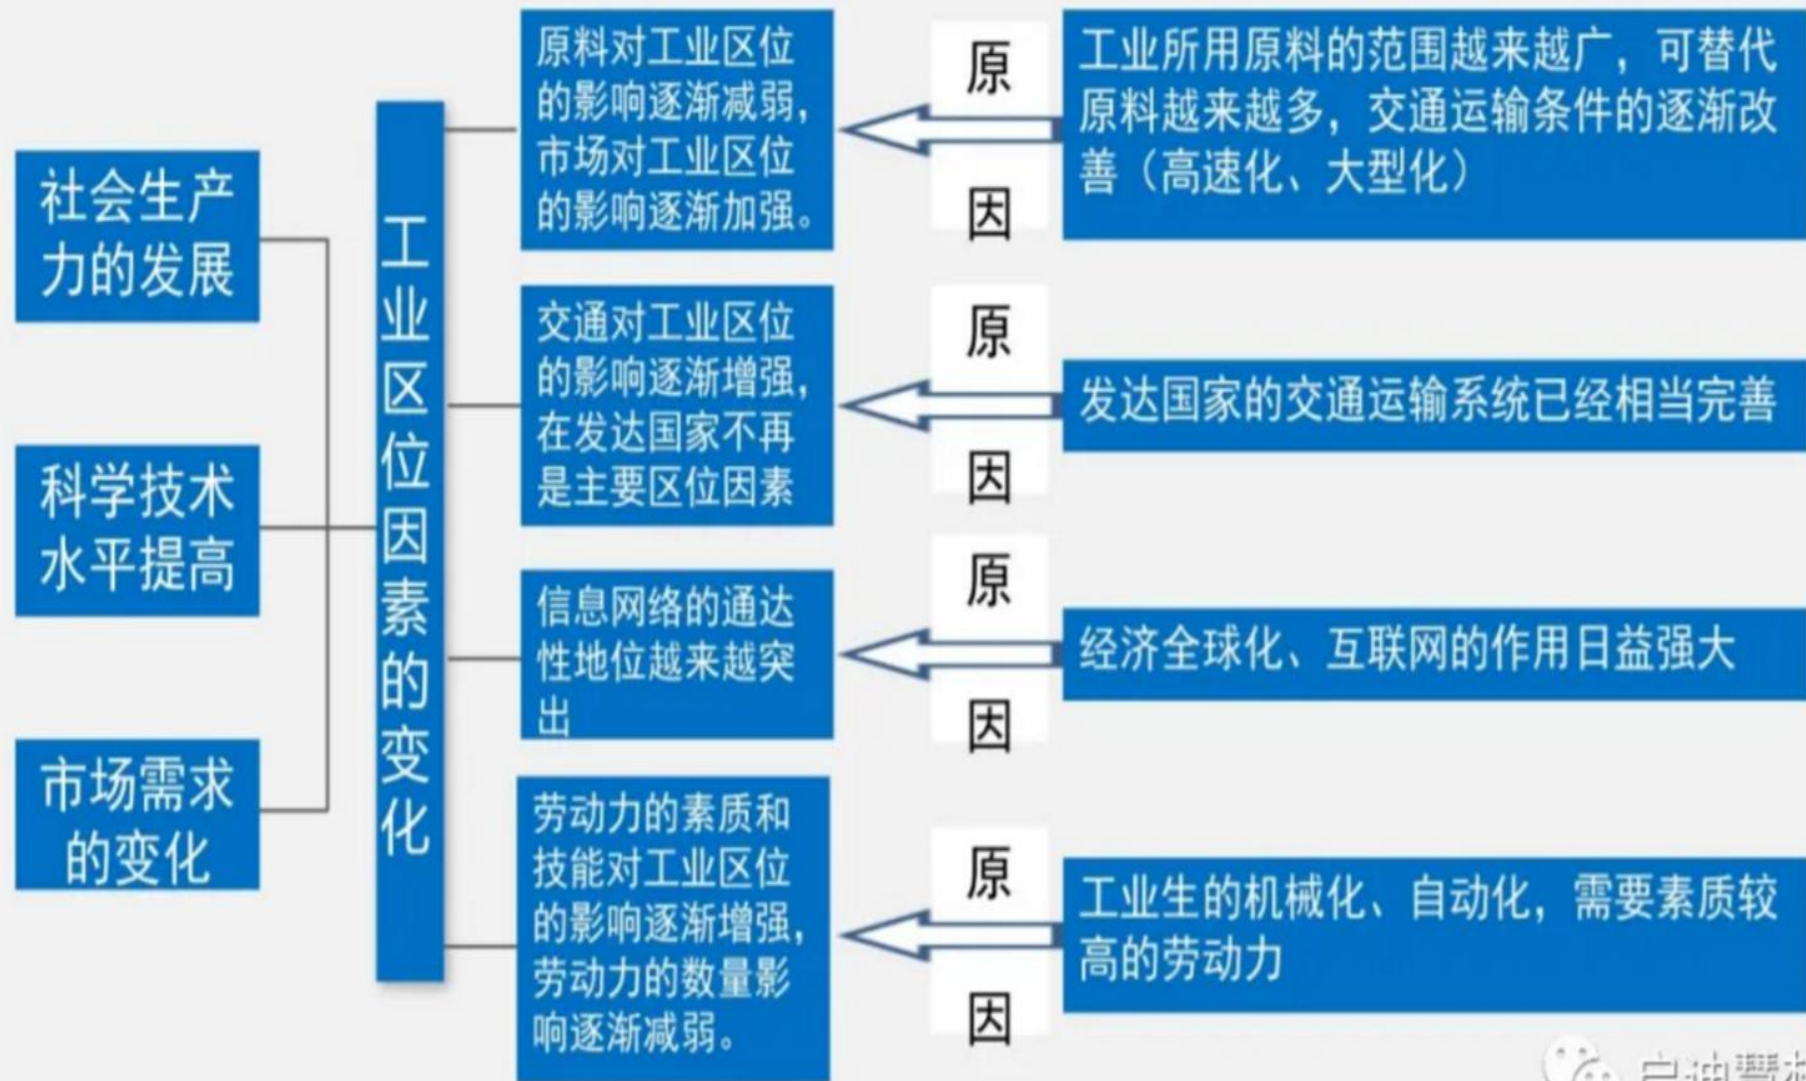 社会生产
力的发展
科学技术
水平提高
市场需求
的变化
工业区位因素的变化
原料对工业区位
的影响逐渐减弱，
市场对工业区位
的影响逐渐加强。
原
因
工业所用原料的范围越来越广，可替代
原料越来越多，交通运输条件的逐渐改
善（高速化、大型化）
交通对工业区位
的影响逐渐增强，
在发达国家不再
是主要区位因素
原
因
发达国家的交通运输系统已经相当完善
信息网络的通达
性地位越来越突
出
原
因
经济全球化、互联网的作用日益强大
劳动力的素质和
技能对工业区位
的影响逐渐增强，
劳动力的数量影
响逐渐减弱。
原
因
工业生的机械化、自动化，需要素质较
高的劳动力